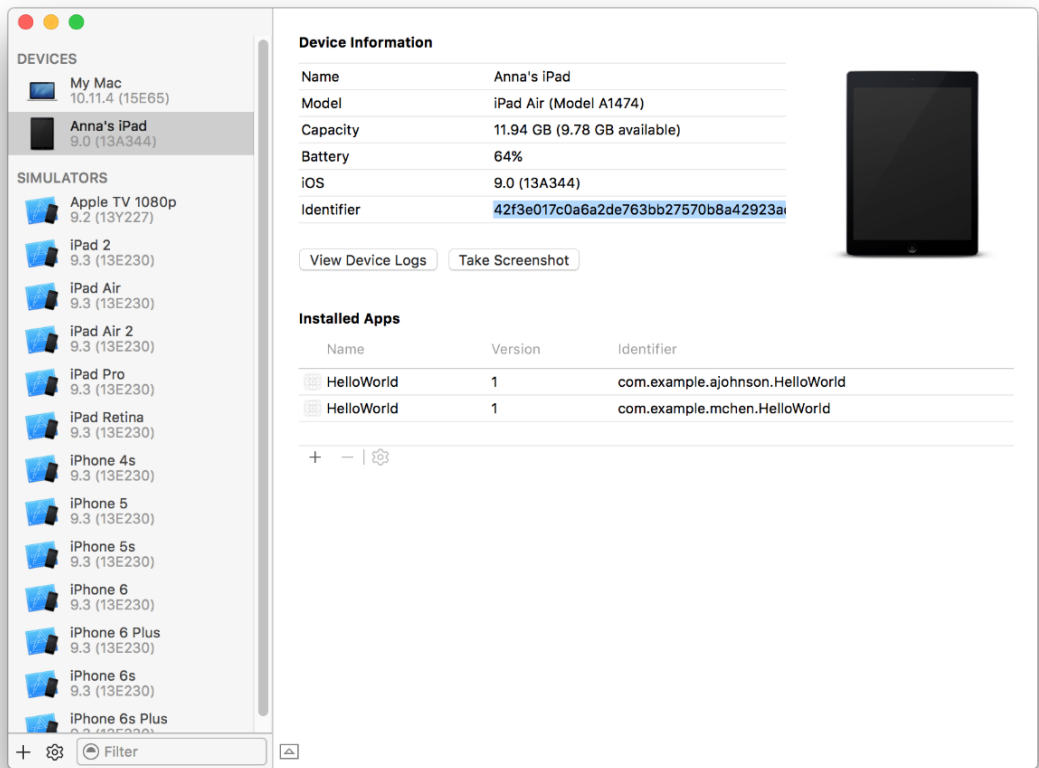 DEVICES
My Mac
10.11.4 (15E65)
Anna's iPad
9.0 (13A344)
SIMULATORS
Apple TV 1080p
9.2 (13Y227)
iPad 2
9.3 (13E230)
iPad Air
9.3 (13E230)
iPad Air 2
9.3 (13E230)
iPad Pro
9.3 (13E230)
iPad Retina
9.3 (13E230)
iPhone 4s
9.3 (13E230)
iPhone 5
9.3 (13E230)
iPhone 5s
9.3 (13E230)
iPhone 6
9.3 (13E230)
iPhone 6 Plus
9.3 (13E230)
iPhone 6s
9.3 (13E230)
iPhone 6s Plus
Filter
Device Information
Name Anna's iPad
Model iPad Air (Model A1474)
Capacity 11.94 GB (9.78 GB available)
Battery 64%
iOS 9.0 (13A344)
Identifier 42f3e017c0a6a2de763bb27570b8a42923a
View Device Logs Take Screenshot
Installed Apps
Name Version Identifier
HelloWorld 1 com.example.ajohnson.HelloWorld
HelloWorld 1 com.example.mchen.HelloWorld